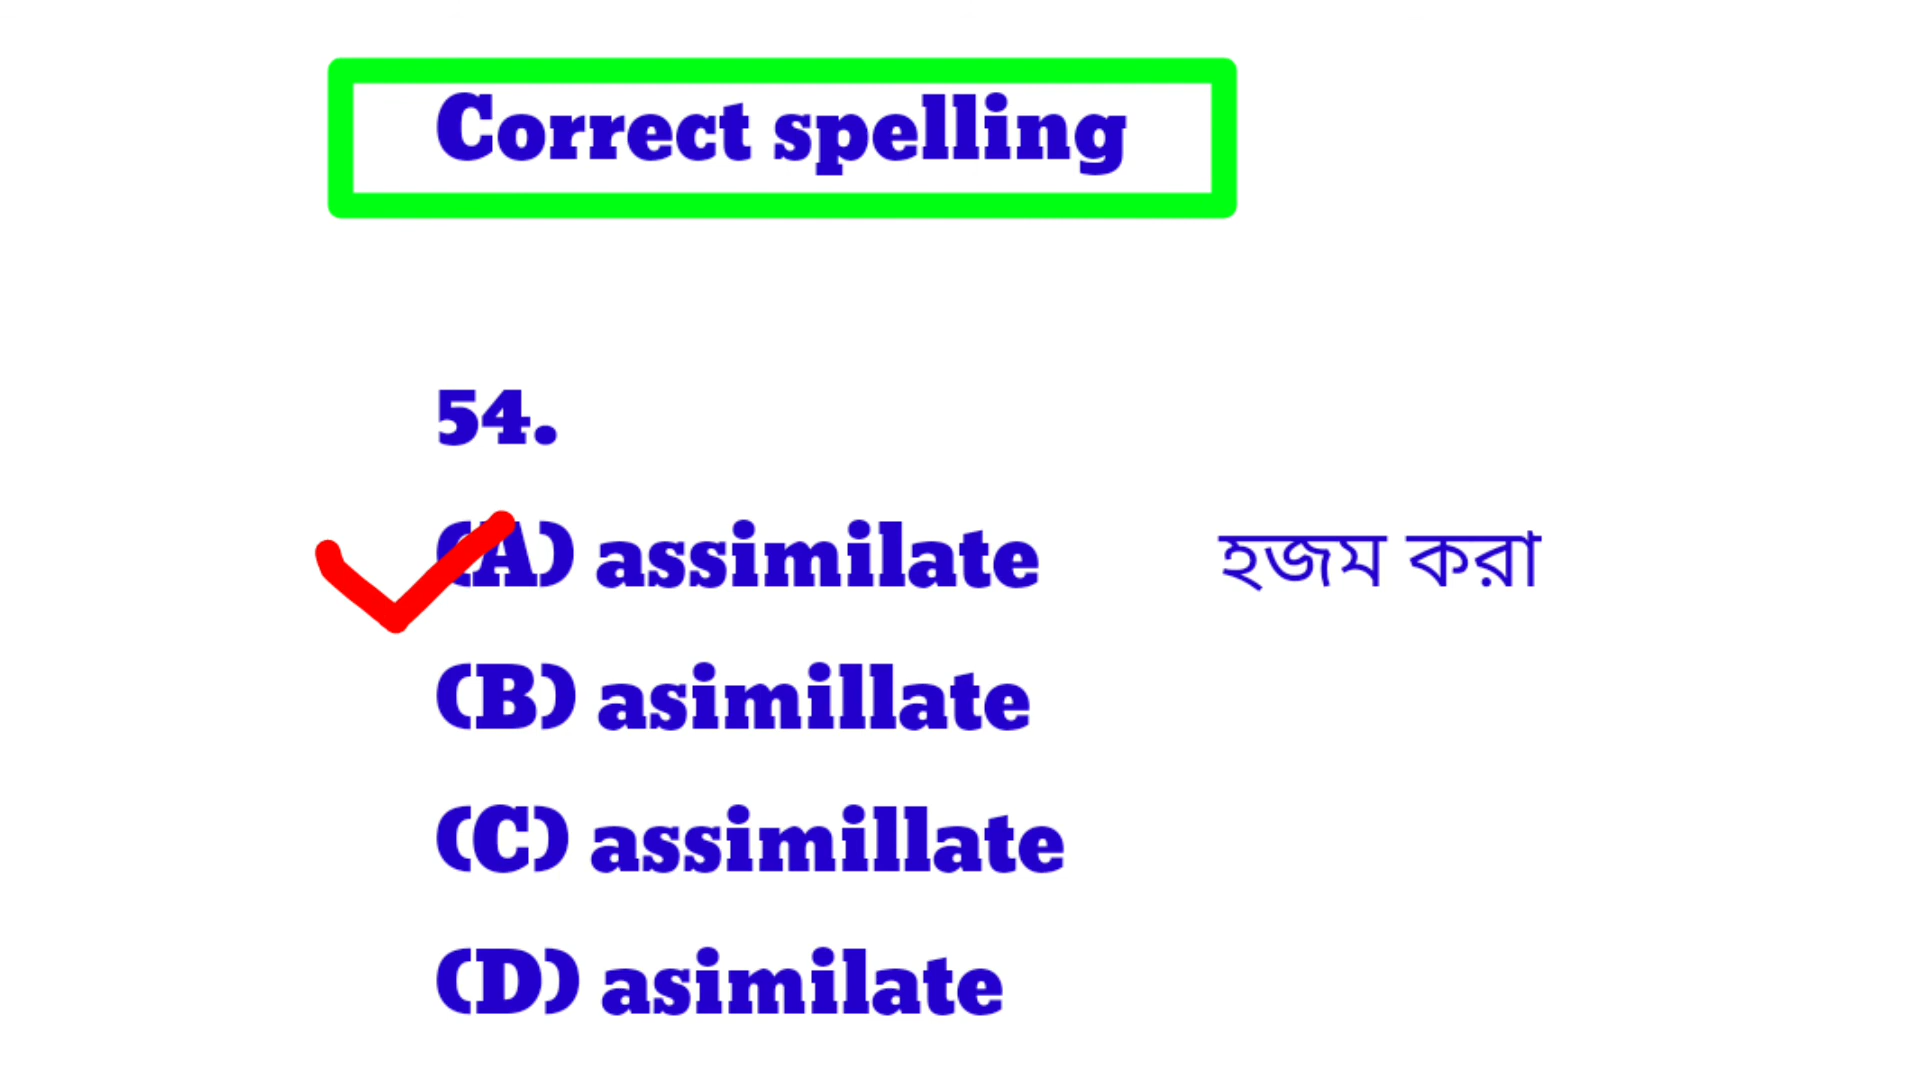 Correct spelling
54.
(A) assimilate হজম করা
(B) asimillate
(C) assimillate
(D) asimilate